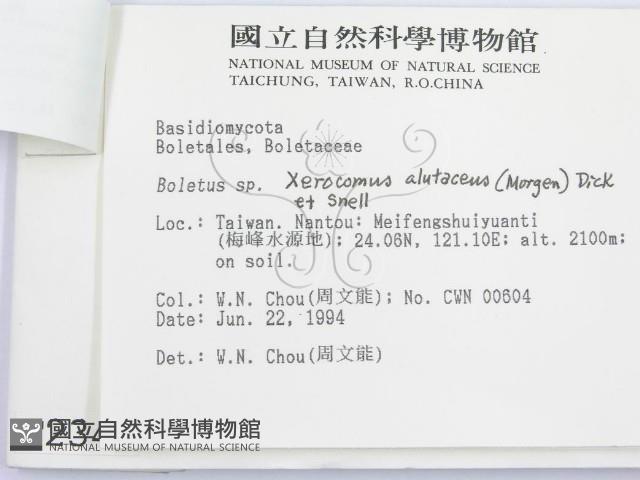 國立自然科學博物館
NATIONAL MUSEUM OF NATURAL SCIENCE
TAICHUNG, TAIWAN, R.O.CHINA
Basidiomycota
Boletales, Boletaceae
Boletus sp. Xerocomus alutaceus (Morgen) Dick
et Snell
Loc.: Taiwan. Nantou: Meifengshuiyuanti
(梅峰水源地); 24.06N, 121.10E; alt. 2100m;
on soil.
Col.: W.N. Chou(周文能); No. CWN 00604
Date: Jun. 22, 1994
Det.: W.N. Chou(周文能)
國立自然科學博物館
NATIONAL MUSEUM OF NATURAL SCIENCE